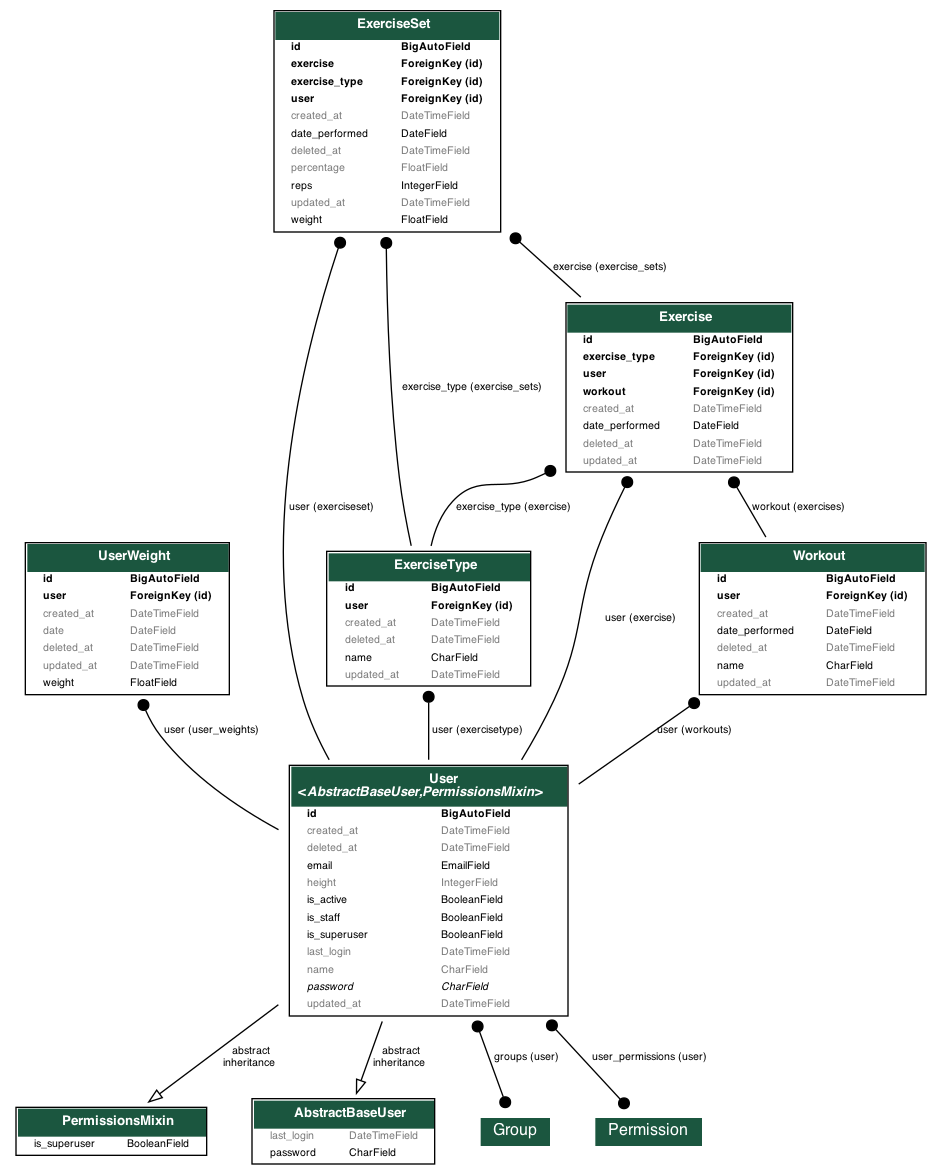 ExerciseSet
id BigAutoField
exercise ForeignKey (id)
exercise_type ForeignKey (id)
user ForeignKey (id)
created_at DateTimeField
date_performed DateField
deleted_at DateTimeField
percentage FloatField
reps IntegerField
updated_at DateTimeField
weight FloatField
exercise (exercise_sets)
Exercise
id BigAutoField
exercise_type ForeignKey (id)
user ForeignKey (id)
workout ForeignKey (id)
created_at DateTimeField
date_performed DateField
deleted_at DateTimeField
updated_at DateTimeField
exercise_type (exercise_sets)
user (exerciseset)
exercise_type (exercise)
workout (exercises)
UserWeight
id BigAutoField
user ForeignKey (id)
created_at DateTimeField
date DateField
deleted_at DateTimeField
updated_at DateTimeField
weight FloatField
ExerciseType
id BigAutoField
user ForeignKey (id)
created_at DateTimeField
deleted_at DateTimeField
name CharField
updated_at DateTimeField
user (exercise)
Workout
id BigAutoField
user ForeignKey (id)
created_at DateTimeField
date_performed DateField
deleted_at DateTimeField
name CharField
updated_at DateTimeField
user (user_weights)
user (exercisetype)
user (workouts)
User
<AbstractBaseUser,PermissionsMixin>
id BigAutoField
created_at DateTimeField
deleted_at DateTimeField
email EmailField
height IntegerField
is_active BooleanField
is_staff BooleanField
is_superuser BooleanField
last_login DateTimeField
name CharField
password CharField
updated_at DateTimeField
abstract
inheritance
abstract
inheritance
groups (user)
user_permissions (user)
PermissionsMixin
is_superuser BooleanField
AbstractBaseUser
last_login DateTimeField
password CharField
Group
Permission